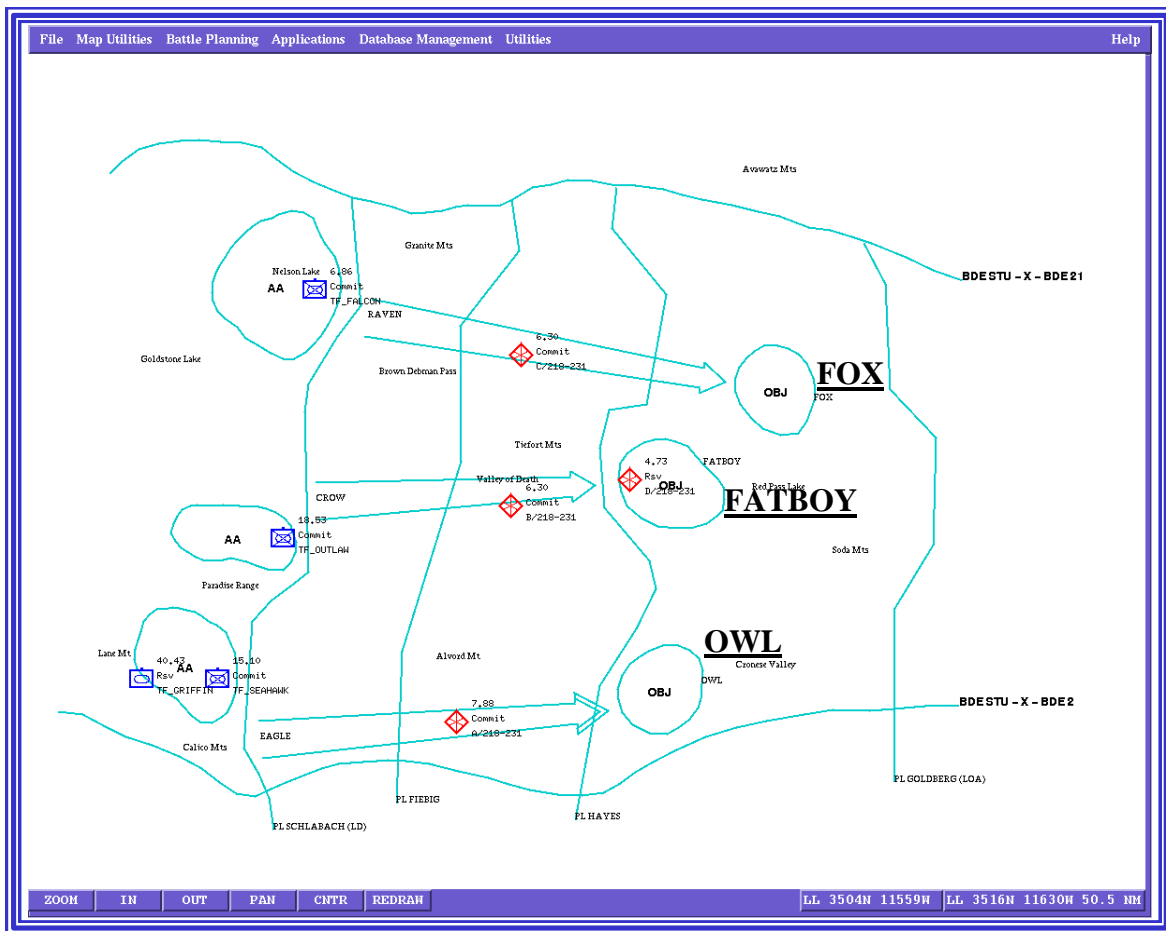 File Map Utilities Battle Planning Applications Database Management Utilities Help
Avawatz Mts
Granite Mts
Nelson Lake 6.86
AA Commit
TF_FALCON
BDE STU - X - BDE21
RAVEN
6.30
Commit
C/218-231
Goldstone Lake
Brown Debman Pass
FOX
OBJ
FOX
Tiefort Mts
4.73
FATBOY
Rsv
OBJ
D/218-231
Valley of Death
Red Pass Lake
FATBOY
6.30
Commit
B/218-231
CROW
18.53
Commit
TF_OUTLAW
AA
Soda Mts
Paradise Range
OWL
Lane Mt
40.43
Rsv
TF_GRIFFIN
AA
15.10
Commit
TF_SEAHAWK
Alvord Mt
Cronese Valley
OBJ
OWL
7.88
Commit
A/218-231
BDE STU - X - BDE2
EAGLE
Calico Mts
PL GOLDBERG (LOA)
PL FIEBIG
PL HAYES
PL SCHLABACH (LD)
ZOOM IN OUT PAN CNTR REDRAW LL 3504N 11559W LL 3516N 11630W 50.5 NM